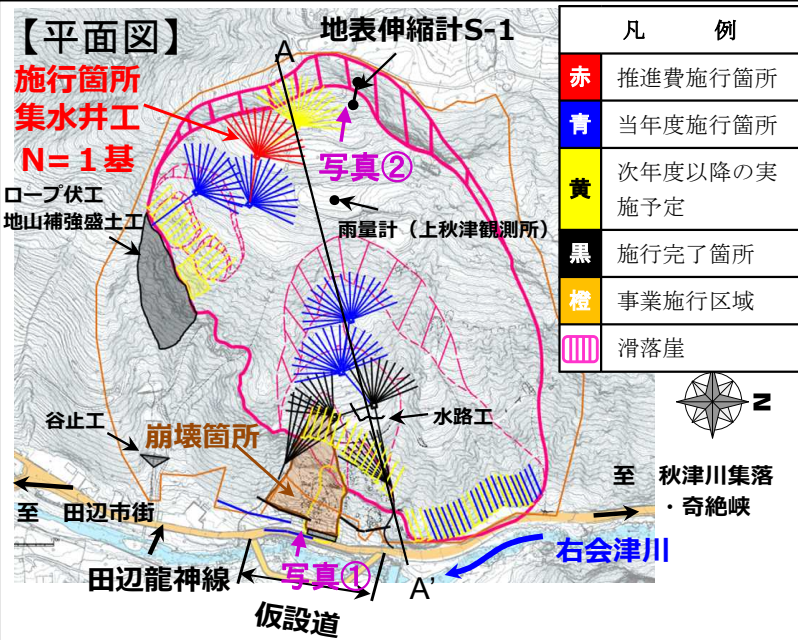 【平面図】
施行箇所
集水井工
N=1基
A
地表伸縮計S-1
写真②
ロープ伏工
地山補強盛土工
雨量計（上秋津観測所）
谷止工
崩壊箇所
水路工
至 田辺市街
田辺龍神線
写真①
仮設道
A'
右会津川
至 秋津川集落
・奇絶峡
N
凡 例
赤 推進費施行箇所
青 当年度施行箇所
黄 次年度以降の実
施予定
黒 施行完了箇所
橙 事業施行区域
滑落崖